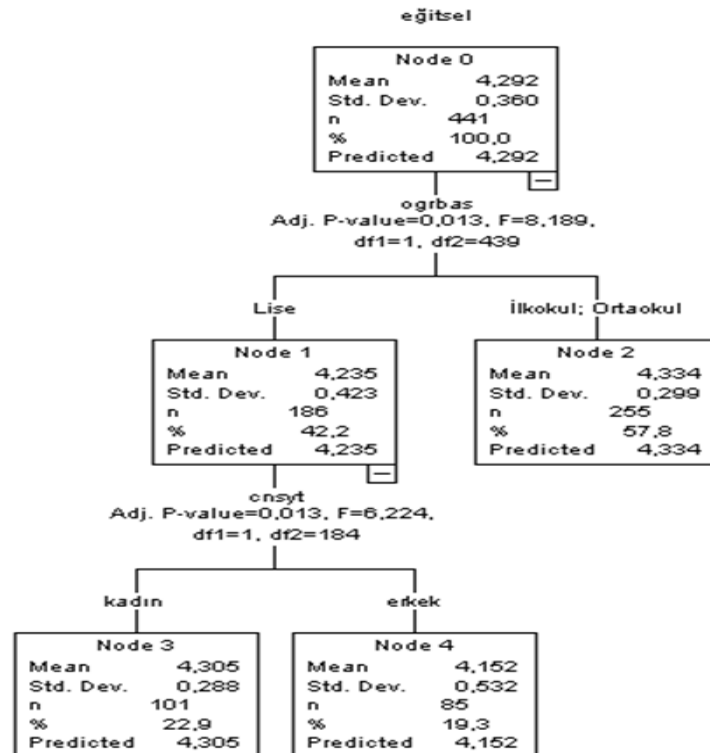 eğitsel
Node 0
Mean 4,292
Std. Dev. 0,360
n 441
% 100,0
Predicted 4,292
ogrbas
Adj. P-value=0,013, F=8,189,
df1=1, df2=439
Lise
İlkokul; Ortaokul
Node 1
Mean 4,235
Std. Dev. 0,423
n 186
% 42,2
Predicted 4,235
Node 2
Mean 4,334
Std. Dev. 0,299
n 255
% 57,8
Predicted 4,334
cnsyt
Adj. P-value=0,013, F=6,224,
df1=1, df2=184
kadın
erkek
Node 3
Mean 4,305
Std. Dev. 0,288
n 101
% 22,9
Predicted 4,305
Node 4
Mean 4,152
Std. Dev. 0,532
n 85
% 19,3
Predicted 4,152